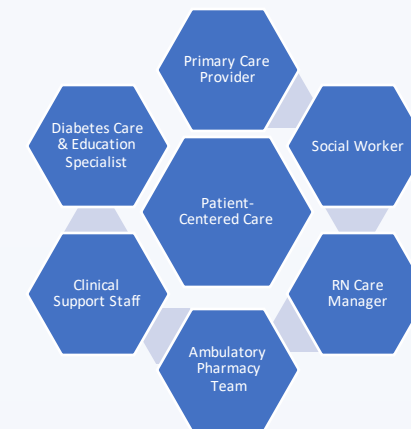 Primary Care
Provider
Diabetes Care
& Education
Specialist
Social Worker
Patient-
Centered Care
Clinical
Support Staff
RN Care
Manager
Ambulatory
Pharmacy
Team